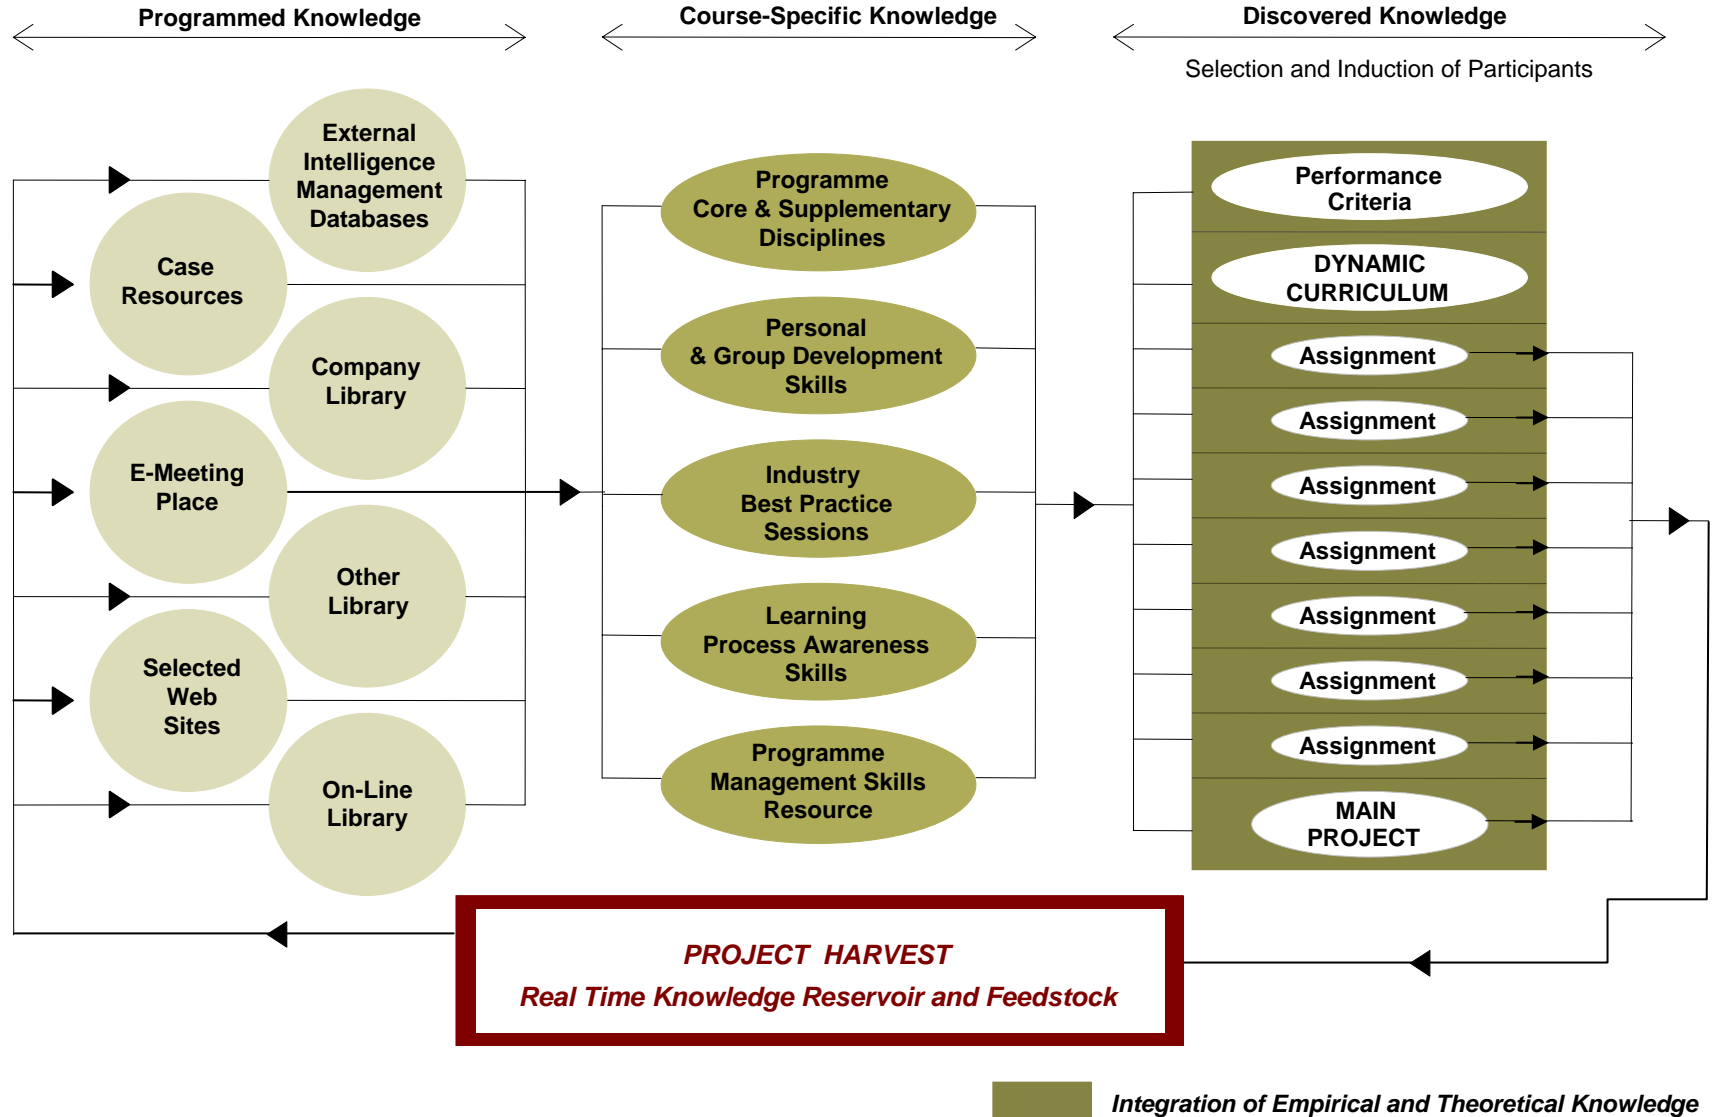 Programmed Knowledge
Course-Specific Knowledge
Discovered Knowledge
Selection and Induction of Participants
External
Intelligence
Management
Databases
Case
Resources
Company
Library
E-Meeting
Place
Other
Library
Selected
Web
Sites
On-Line
Library
Programme
Core & Supplementary
Disciplines
Personal
& Group Development
Skills
Industry
Best Practice
Sessions
Learning
Process Awareness
Skills
Programme
Management Skills
Resource
Performance
Criteria
DYNAMIC
CURRICULUM
Assignment
Assignment
Assignment
Assignment
Assignment
Assignment
Assignment
MAIN
PROJECT
PROJECT HARVEST
Real Time Knowledge Reservoir and Feedstock
Integration of Empirical and Theoretical Knowledge